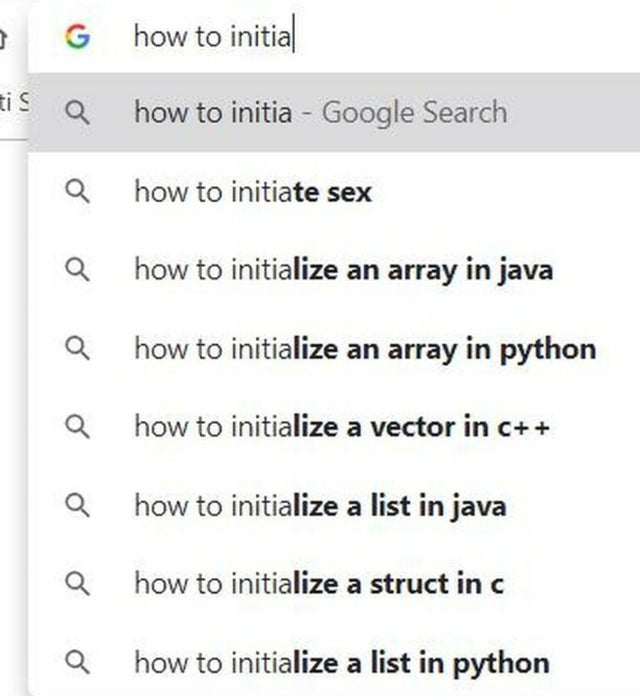 how to initia
ti S
how to initia - Google Search
how to initiate sex
how to initialize an array in java
how to initialize an array in python
how to initialize a vector in c++
how to initialize a list in java
how to initialize a struct in c
how to initialize a list in python